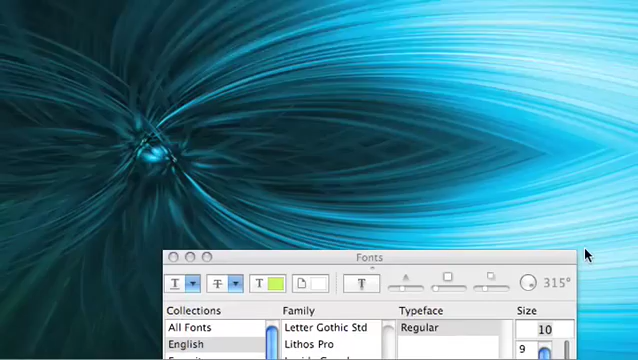 Fonts
T T T T 315°
Collections Family Typeface Size
All Fonts Letter Gothic Std Regular 10
English Lithos Pro 9